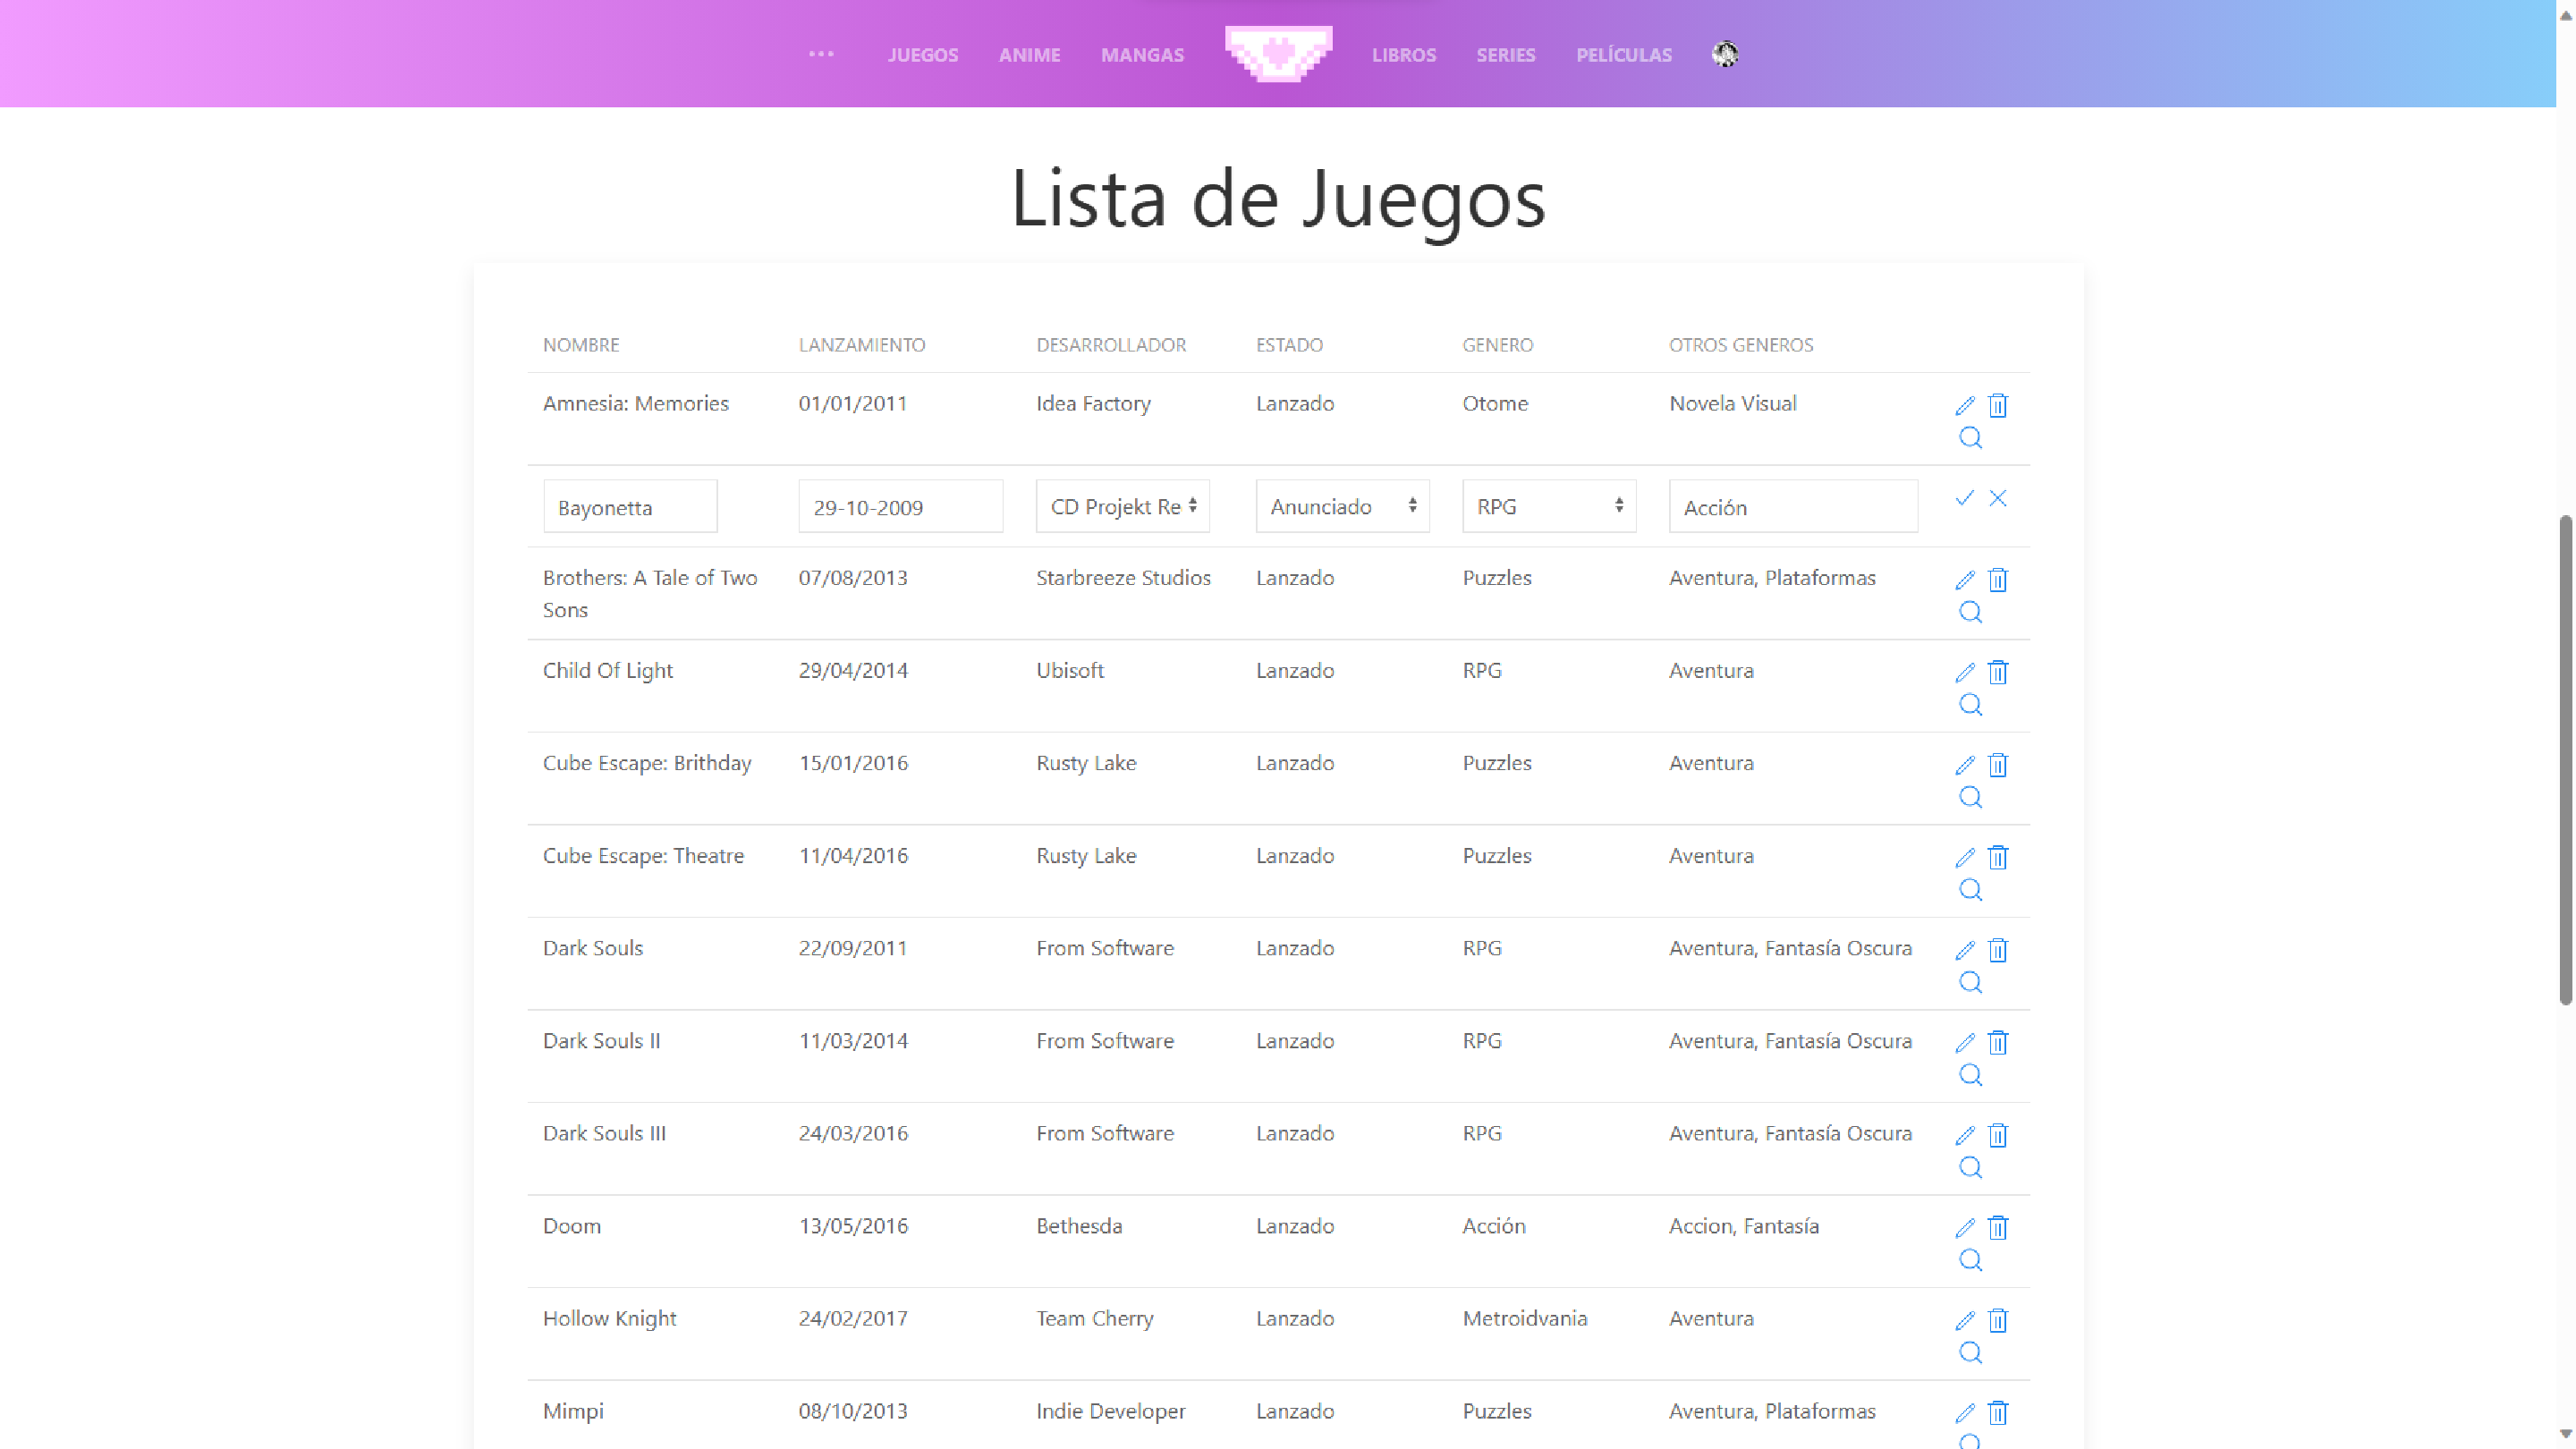 ••• JUEGOS ANIME MANGAS LIBROS SERIES PELÍCULAS
Lista de Juegos
NOMBRE LANZAMIENTO DESARROLLADOR ESTADO GENERO OTROS GENEROS
Amnesia: Memories 01/01/2011 Idea Factory Lanzado Otome Novela Visual
Bayonetta 29-10-2009 CD Projekt Re Anunciado RPG Acción
Brothers: A Tale of Two 07/08/2013 Starbreeze Studios Lanzado Puzzles Aventura, Plataformas
Sons
Child Of Light 29/04/2014 Ubisoft Lanzado RPG Aventura
Cube Escape: Brithday 15/01/2016 Rusty Lake Lanzado Puzzles Aventura
Cube Escape: Theatre 11/04/2016 Rusty Lake Lanzado Puzzles Aventura
Dark Souls 22/09/2011 From Software Lanzado RPG Aventura, Fantasía Oscura
Dark Souls II 11/03/2014 From Software Lanzado RPG Aventura, Fantasía Oscura
Dark Souls III 24/03/2016 From Software Lanzado RPG Aventura, Fantasía Oscura
Doom 13/05/2016 Bethesda Lanzado Acción Accion, Fantasía
Hollow Knight 24/02/2017 Team Cherry Lanzado Metroidvania Aventura
Mimpi 08/10/2013 Indie Developer Lanzado Puzzles Aventura, Plataformas